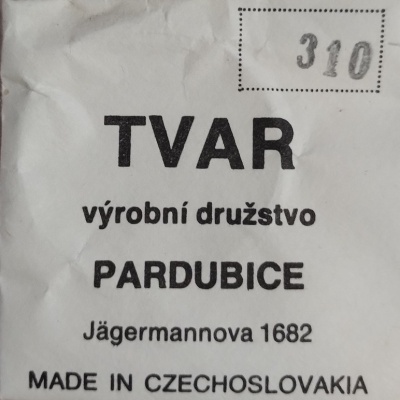 310
TVAR
výrobní družstvo
PARDUBICE
Jägermannova 1682
MADE IN CZECHOSLOVAKIA